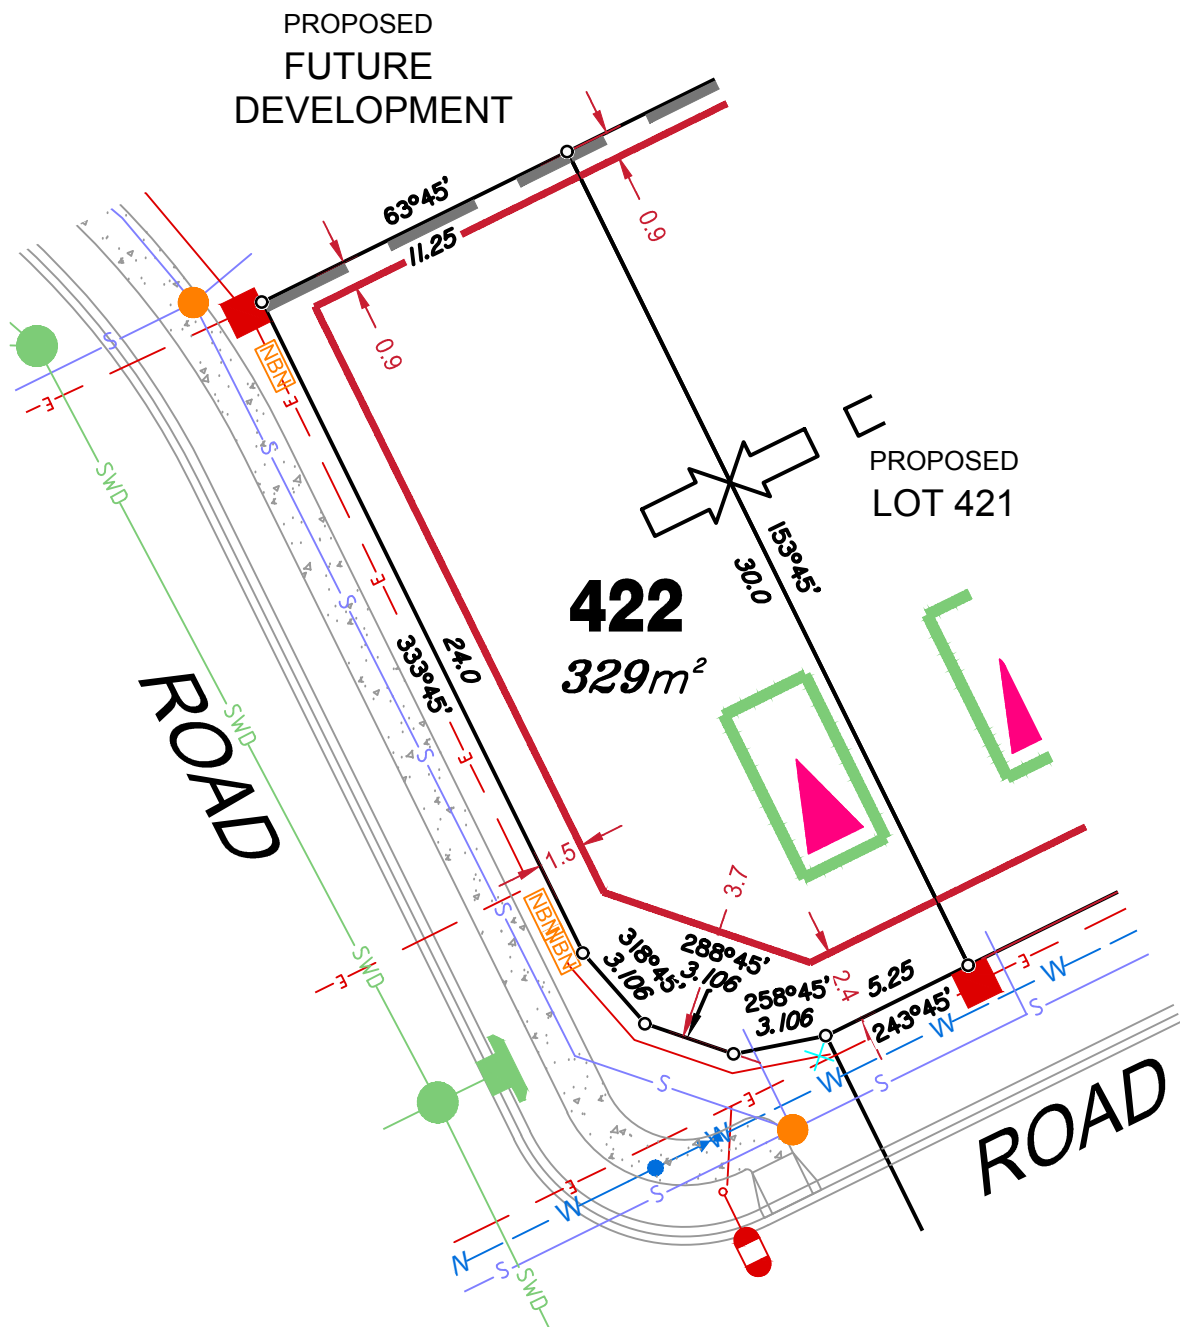 PROPOSED
FUTURE
DEVELOPMENT
63°45'
11.25
0.9
0.9
NBN
E
E
S
S
SWD
PROPOSED
LOT 421
153°45'
30.0
422
329m²
E
S
24.0
333°45'
ROAD
SWD
E
S
1.5
3.7
NBN
NBN
S
SWD
E
318°45'
3.106
288°45'
3.106
258°45'
3.106
2.4
5.25
243°45'
E
W
W
S
W
S
S
E
W
E
S
W
ROAD
W
S
SWD